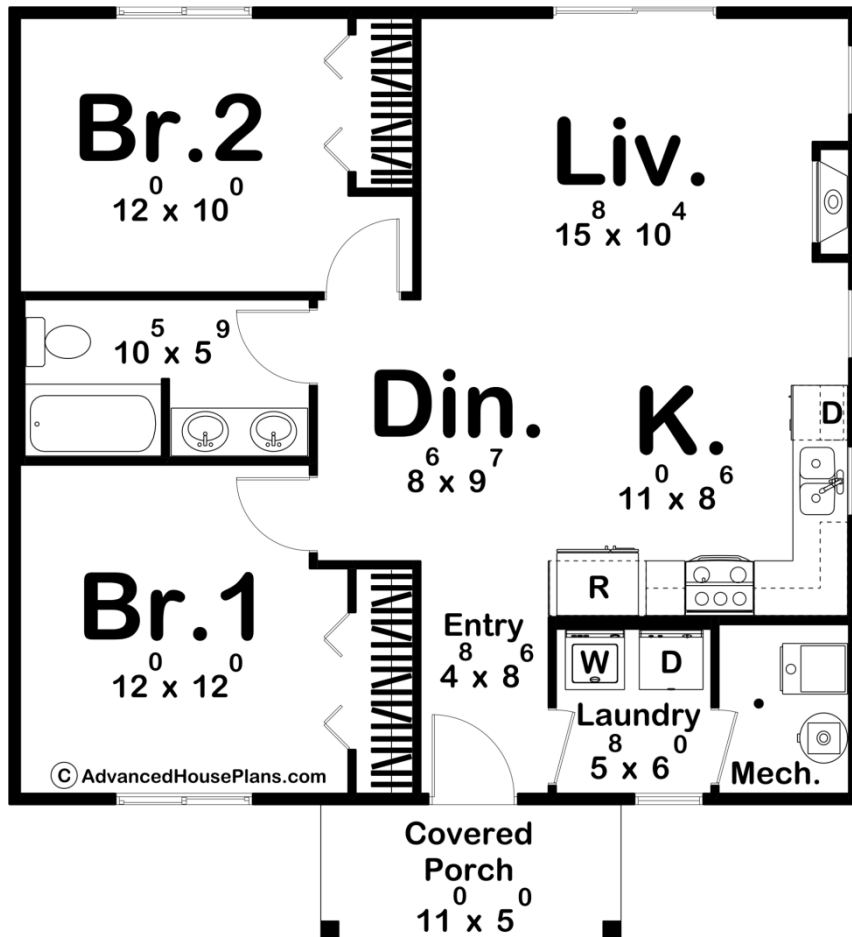 Br.2
12⁰ x 10⁰
Liv.
15⁸ x 10⁴
10⁵ x 5⁹
Din.
8⁶ x 9⁷
K.
11⁰ x 8⁶
D
R
Br.1
12⁰ x 12⁰
Entry
4⁸ x 8⁶
W
D
Laundry
5⁸ x 6⁰
Mech.
© AdvancedHousePlans.com
Covered
Porch
11⁰ x 5⁰